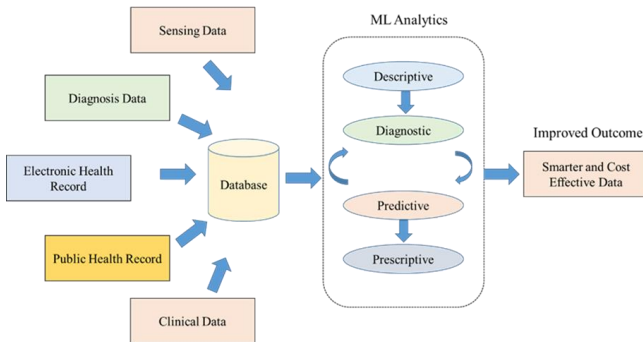 ML Analytics
Sensing Data
Descriptive
Diagnosis Data
Diagnostic
Improved Outcome
Electronic Health
Record
Database
Smarter and Cost
Effective Data
Predictive
Public Health Record
Prescriptive
Clinical Data